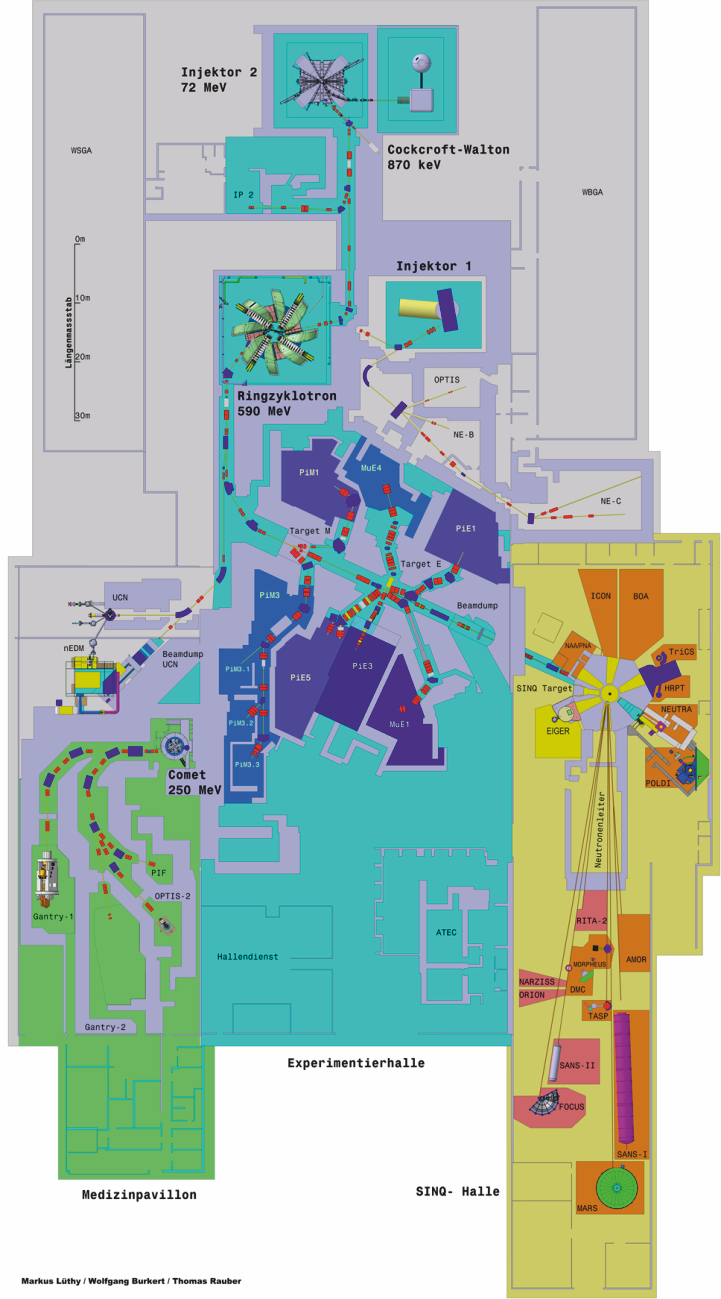 Injektor 2
72 MeV
Cockcroft-Walton
870 keV
WSGA
IP 2
WBGA
0m
10m
20m
30m
Längenmassstab
Injektor 1
Ringzyklotron
590 MeV
OPTIS
NE-B
NE-C
PiM1
MuE4
PiE1
Target M
Target E
Beamdump
PiM3
UCN
nEDM
Beamdump
UCN
PiM3.1
PiM3.2
PiM3.3
PiE5
PiE3
MuE1
ICON
BOA
NAA/PNA
TriCS
HRPT
SINQ Target
NEUTRA
EIGER
POLDI
Comet
250 MeV
Neutronenleiter
PIF
OPTIS-2
Gantry-1
Gantry-2
Hallendienst
ATEC
RITA-2
AMOR
MORPHEUS
NARZISS
DMC
ORION
TASP
SANS-II
FOCUS
SANS-I
MARS
Experimentierhalle
Medizinpavillon
SINQ- Halle
Markus Lüthy / Wolfgang Burkert / Thomas Rauber